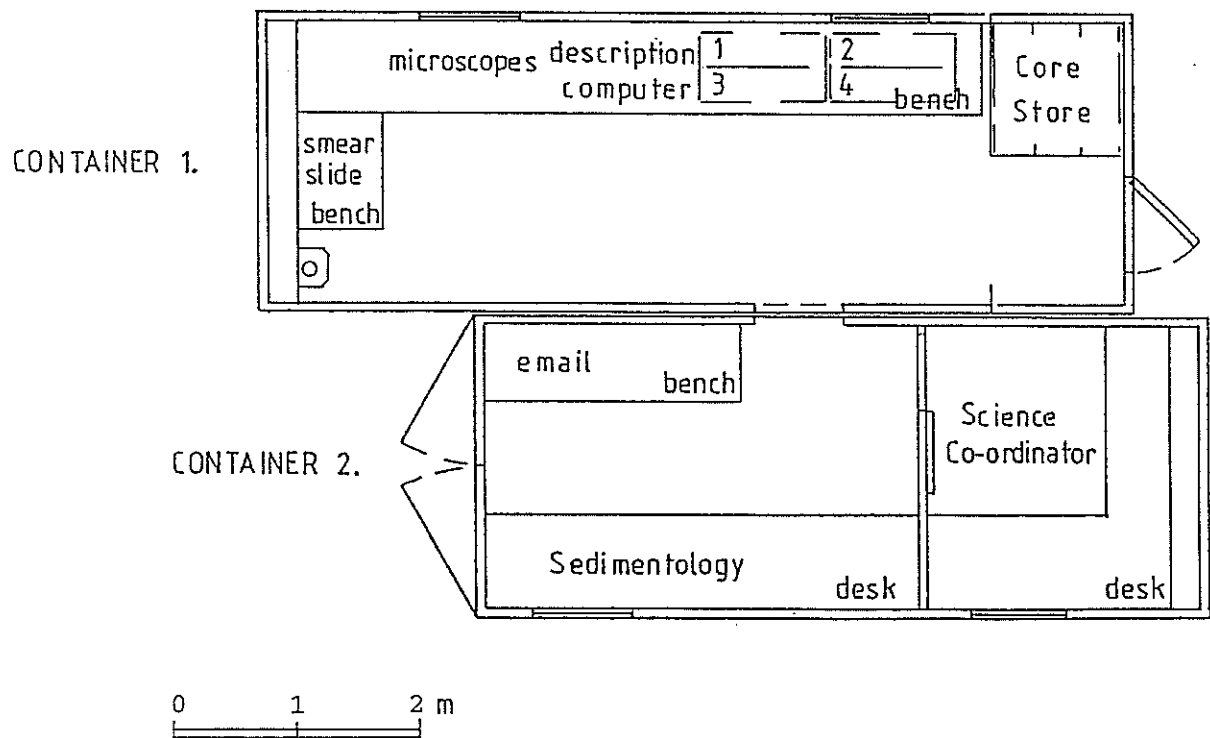 microscopes description 1 2
computer 3 4
bench
Core
Store
CONTAINER 1.
smear
slide
bench
email
bench
CONTAINER 2.
Science
Co-ordinator
Sedimentology
desk
desk
0 1 2 m